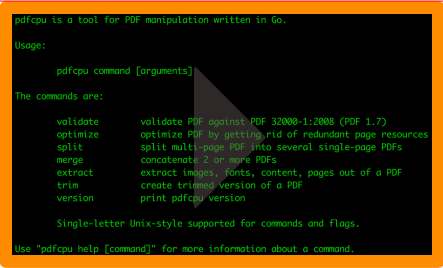 pdfcpu is a tool for PDF manipulation written in Go.
Usage:
pdfcpu command [arguments]
The commands are:
validate validate PDF against PDF 32000-1:2008 (PDF 1.7)
optimize optimize PDF by getting rid of redundant page resources
split split multi-page PDF into several single-page PDFs
merge concatenate 2 or more PDFs
extract extract images, fonts, content, pages out of a PDF
trim create trimmed version of a PDF
version print pdfcpu version
Single-letter Unix-style supported for commands and flags.
Use "pdfcpu help [command]" for more information about a command.